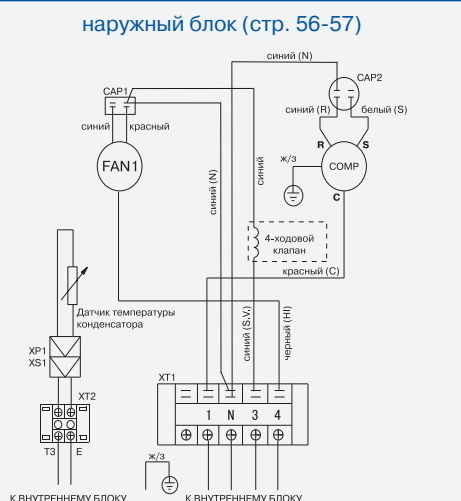 наружный блок (стр. 56-57)
синий (N)
CAP2
CAP1
синий (R)
белый (S)
синий
красный
R
S
FAN1
ж/з
COMP
синий (N)
синий
C
4-ходовой
клапан
красный (C)
Датчик температуры
конденсатора
синий (S.V.)
черный (HI)
XP1
XS1
XT1
XT2
1
N
3
4
T3
E
ж/з
К ВНУТРЕННЕМУ БЛОКУ
К ВНУТРЕННЕМУ БЛОКУ